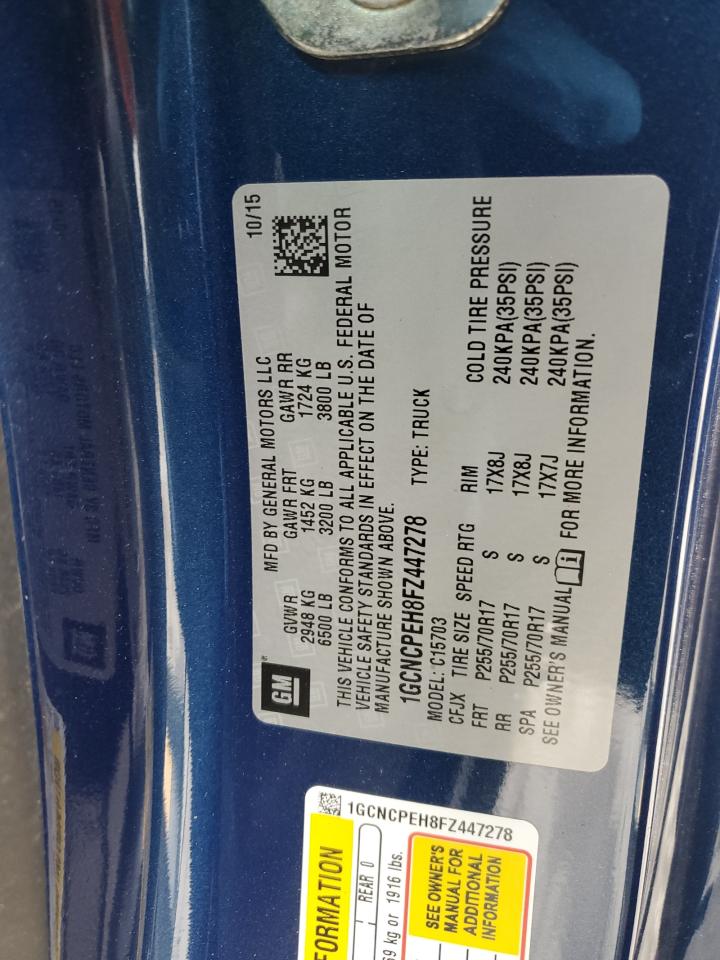 10/15
MFD BY GENERAL MOTORS LLC
GM
GVWR GAWR FRT GAWR RR
2948 KG 1452 KG 1724 KG
6500 LB 3200 LB 3800 LB
THIS VEHICLE CONFORMS TO ALL APPLICABLE U.S. FEDERAL MOTOR
VEHICLE SAFETY STANDARDS IN EFFECT ON THE DATE OF
MANUFACTURE SHOWN ABOVE.
1GCNCPEH8FZ447278 TYPE: TRUCK
MODEL: C15703
CFJX TIRE SIZE SPEED RTG RIM COLD TIRE PRESSURE
FRT P255/70R17 S 17X8J 240KPA(35PSI)
RR P255/70R17 S 17X8J 240KPA(35PSI)
SPA P255/70R17 S 17X7J 240KPA(35PSI)
SEE OWNER'S MANUAL i FOR MORE INFORMATION.
1GCNCPEH8FZ447278
REAR 0
1916 lbs.
SEE OWNER'S
MANUAL FOR
ADDITIONAL
INFORMATION